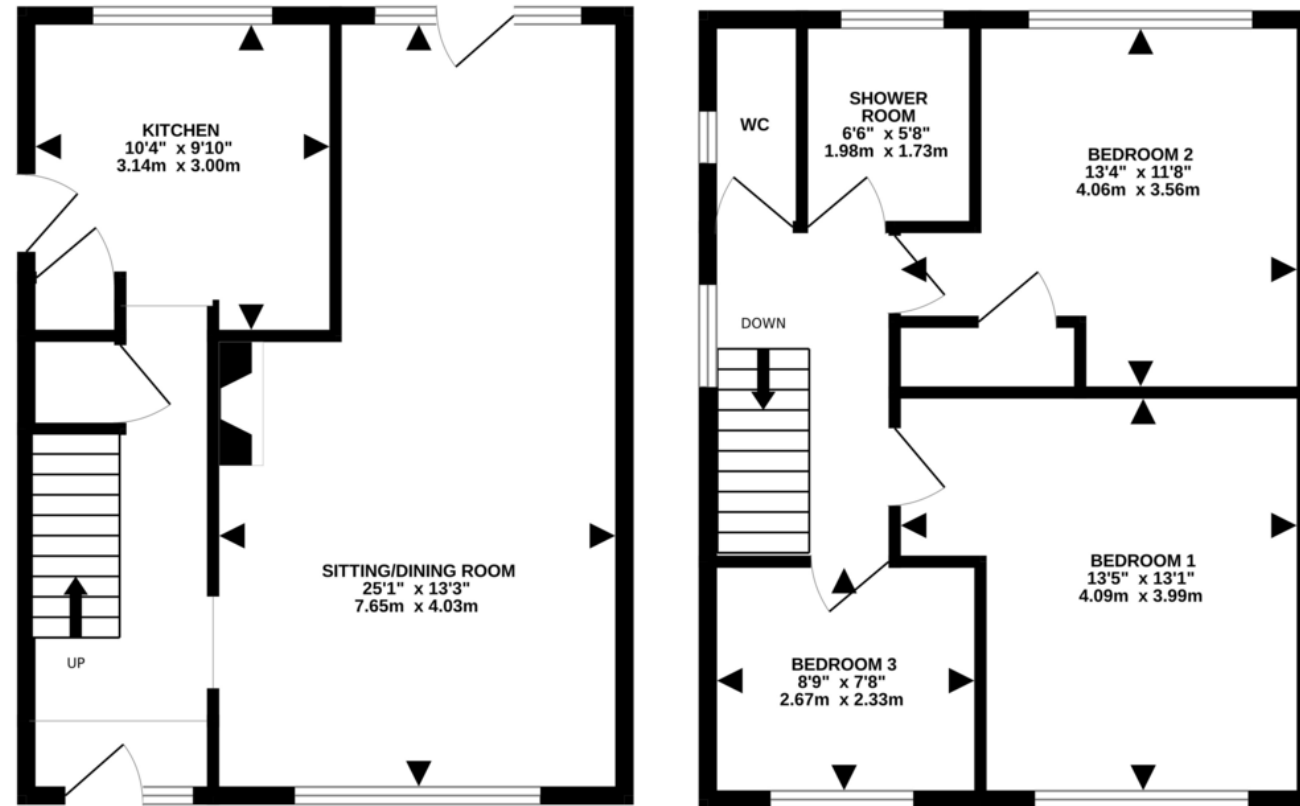 KITCHEN
10'4" x 9'10"
3.14m x 3.00m
SITTING/DINING ROOM
25'1" x 13'3"
7.65m x 4.03m
UP
WC
SHOWER
ROOM
6'6" x 5'8"
1.98m x 1.73m
BEDROOM 2
13'4" x 11'8"
4.06m x 3.56m
DOWN
BEDROOM 1
13'5" x 13'1"
4.09m x 3.99m
BEDROOM 3
8'9" x 7'8"
2.67m x 2.33m